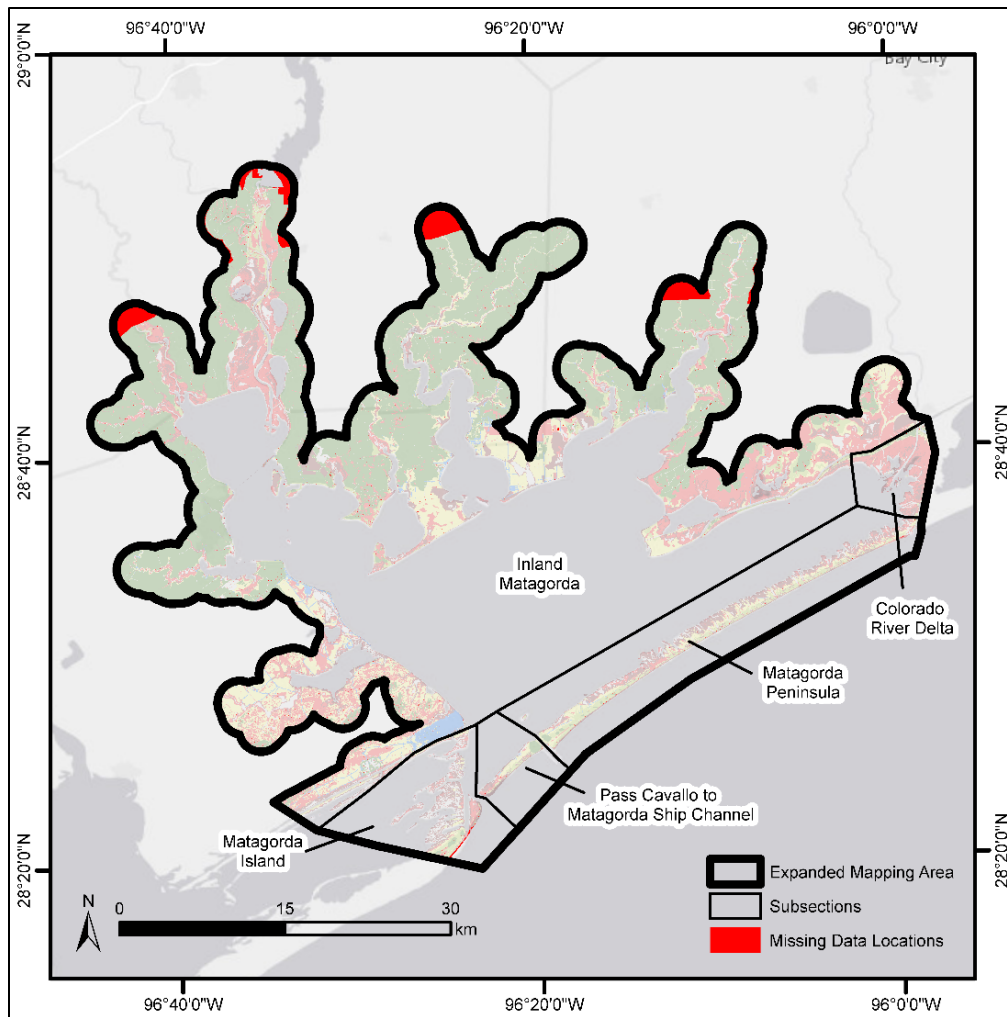 96°40'0"W
96°20'0"W
96°0'0"W
29°0'0"N
Bay City
28°40'0"N
28°40'0"N
Inland
Matagorda
Colorado
River Delta
Matagorda
Peninsula
Pass Cavallo to
Matagorda Ship Channel
Matagorda
Island
28°20'0"N
28°20'0"N
Expanded Mapping Area
Subsections
Missing Data Locations
N
0
15
30
km
96°40'0"W
96°20'0"W
96°0'0"W